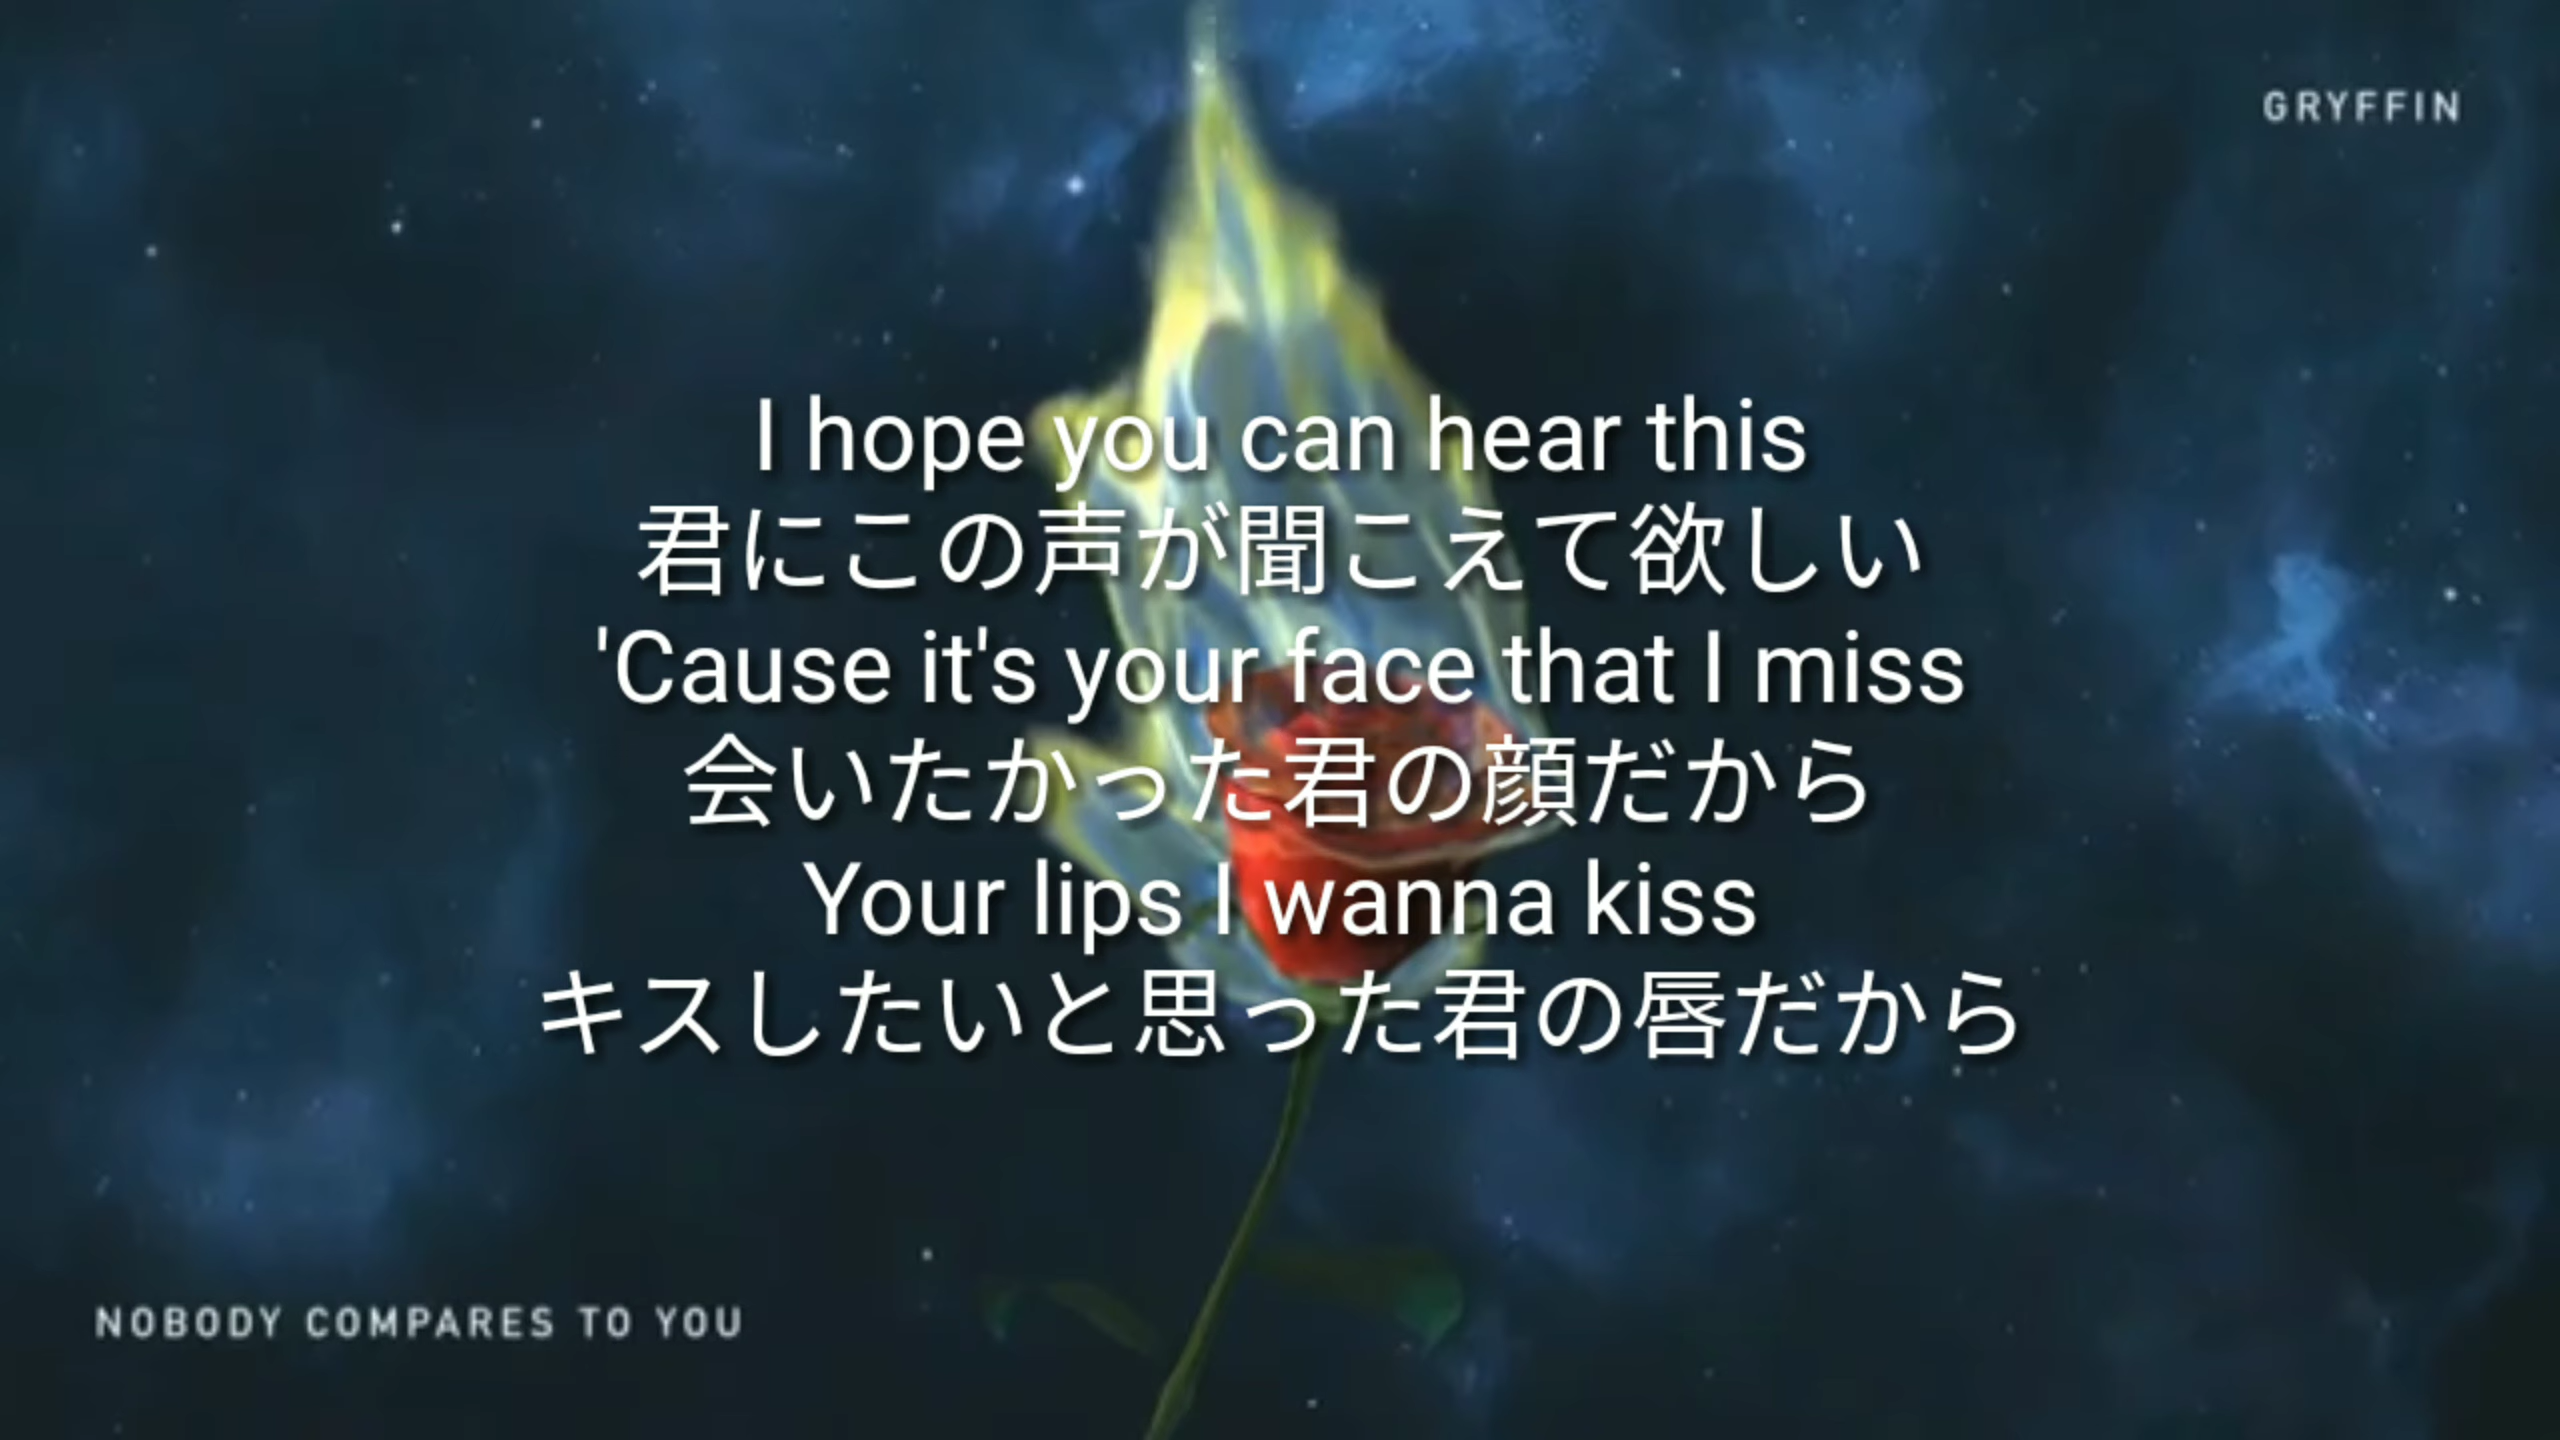 GRYFFIN
I hope you can hear this
君にこの声が聞こえて欲しい
'Cause it's your face that I miss
会いたかった君の顔だから
Your lips I wanna kiss
キスしたいと思った君の唇だから
NOBODY COMPARES TO YOU